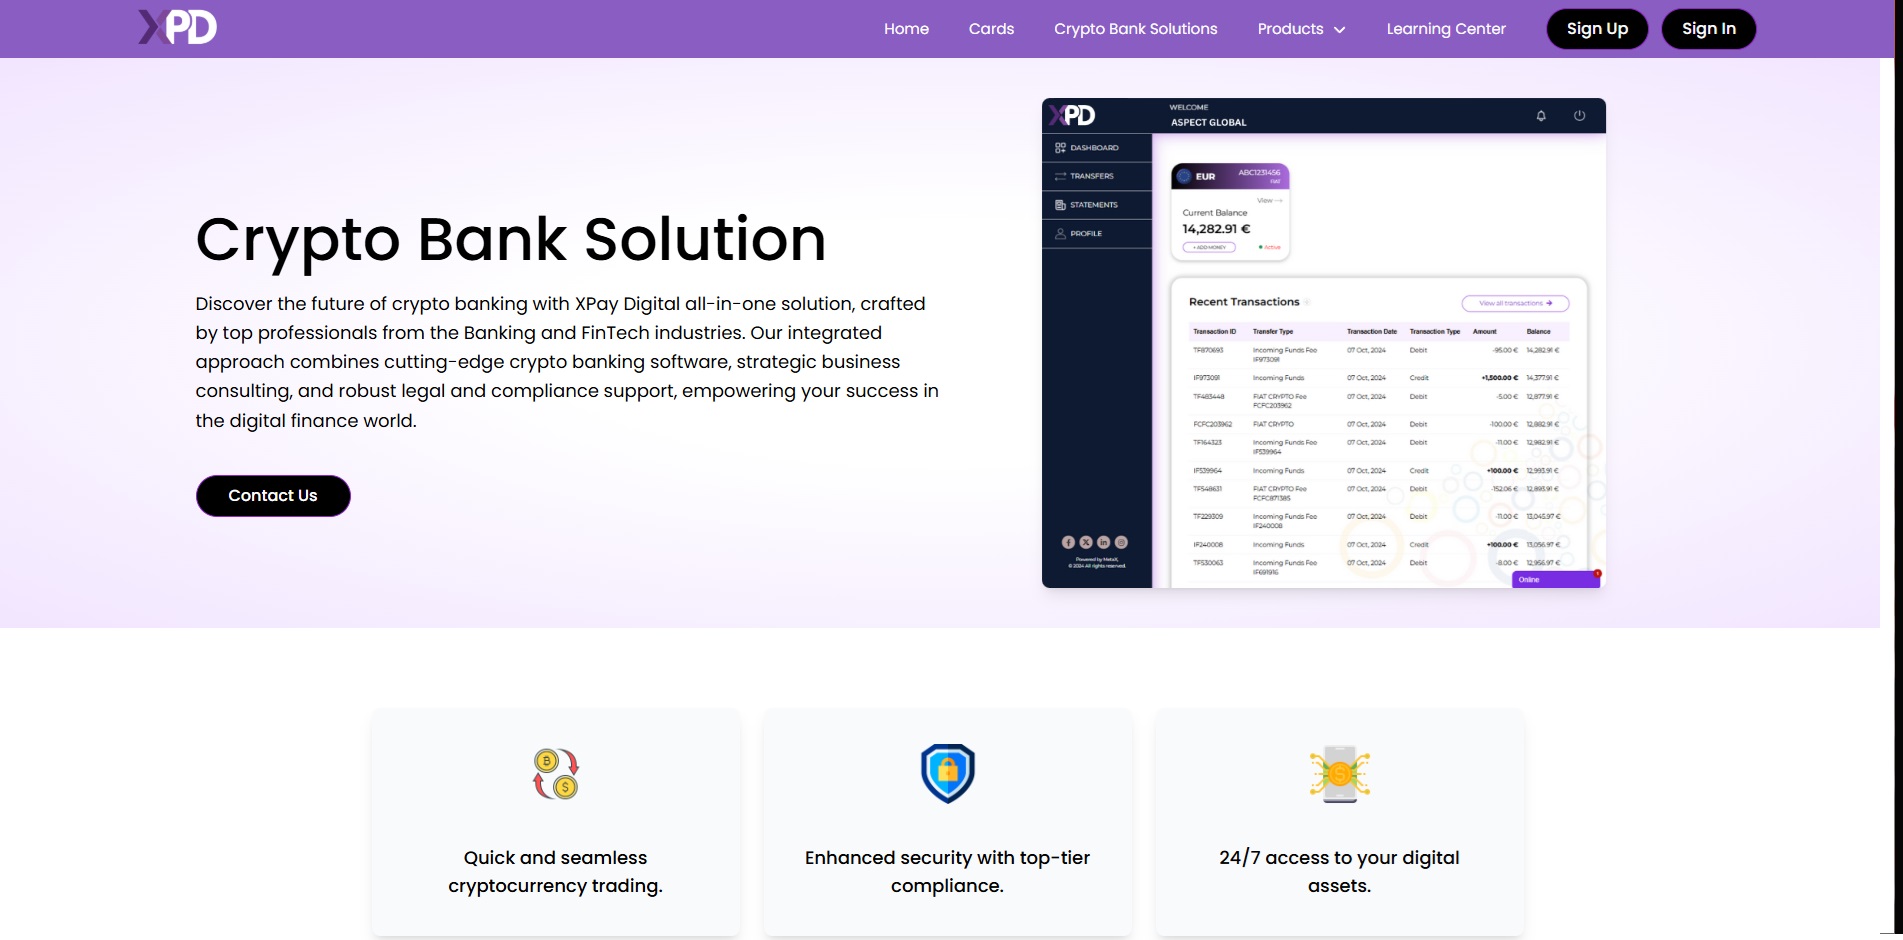 XPD
Home
Cards
Crypto Bank Solutions
Products
Learning Center
Sign Up
Sign In
Crypto Bank Solution
Discover the future of crypto banking with XPay Digital all-in-one solution, crafted
by top professionals from the Banking and FinTech industries. Our integrated
approach combines cutting-edge crypto banking software, strategic business
consulting, and robust legal and compliance support, empowering your success in
the digital finance world.
Contact Us
XPD
WELCOME
ASPECT GLOBAL
DASHBOARD
TRANSFERS
STATEMENTS
PROFILE
EUR
ABC1231456
FIAT
View
Current Balance
14,282.91 €
+ ADD MONEY
Active
Recent Transactions
View all transactions
Transaction ID Transfer Type Transaction Date Transaction Type Amount Balance
TF870693 Incoming Funds Fee 07 Oct, 2024 Debit -95.00 € 14,282.91 €
IF973091
IF973091 Incoming Funds 07 Oct, 2024 Credit +1,500.00 € 14,377.91 €
TF483448 FIAT CRYPTO Fee 07 Oct, 2024 Debit -5.00 € 12,877.91 €
FCFC203962
FCFC203962 FIAT CRYPTO 07 Oct, 2024 Debit -100.00 € 12,882.91 €
TF164323 Incoming Funds Fee 07 Oct, 2024 Debit -11.00 € 12,982.91 €
IF539964
IF539964 Incoming Funds 07 Oct, 2024 Credit +100.00 € 12,993.91 €
TF548631 FIAT CRYPTO Fee 07 Oct, 2024 Debit -152.06 € 12,893.91 €
FCFC871385
TF229309 Incoming Funds Fee 07 Oct, 2024 Debit -11.00 € 13,045.97 €
IF240008
IF240008 Incoming Funds 07 Oct, 2024 Credit +100.00 € 13,056.97 €
TF530063 Incoming Funds Fee 07 Oct, 2024 Debit -8.00 € 12,956.97 €
IF691916
Powered by MetaX,
© 2024 All rights reserved.
Online
Quick and seamless
cryptocurrency trading.
Enhanced security with top-tier
compliance.
24/7 access to your digital
assets.